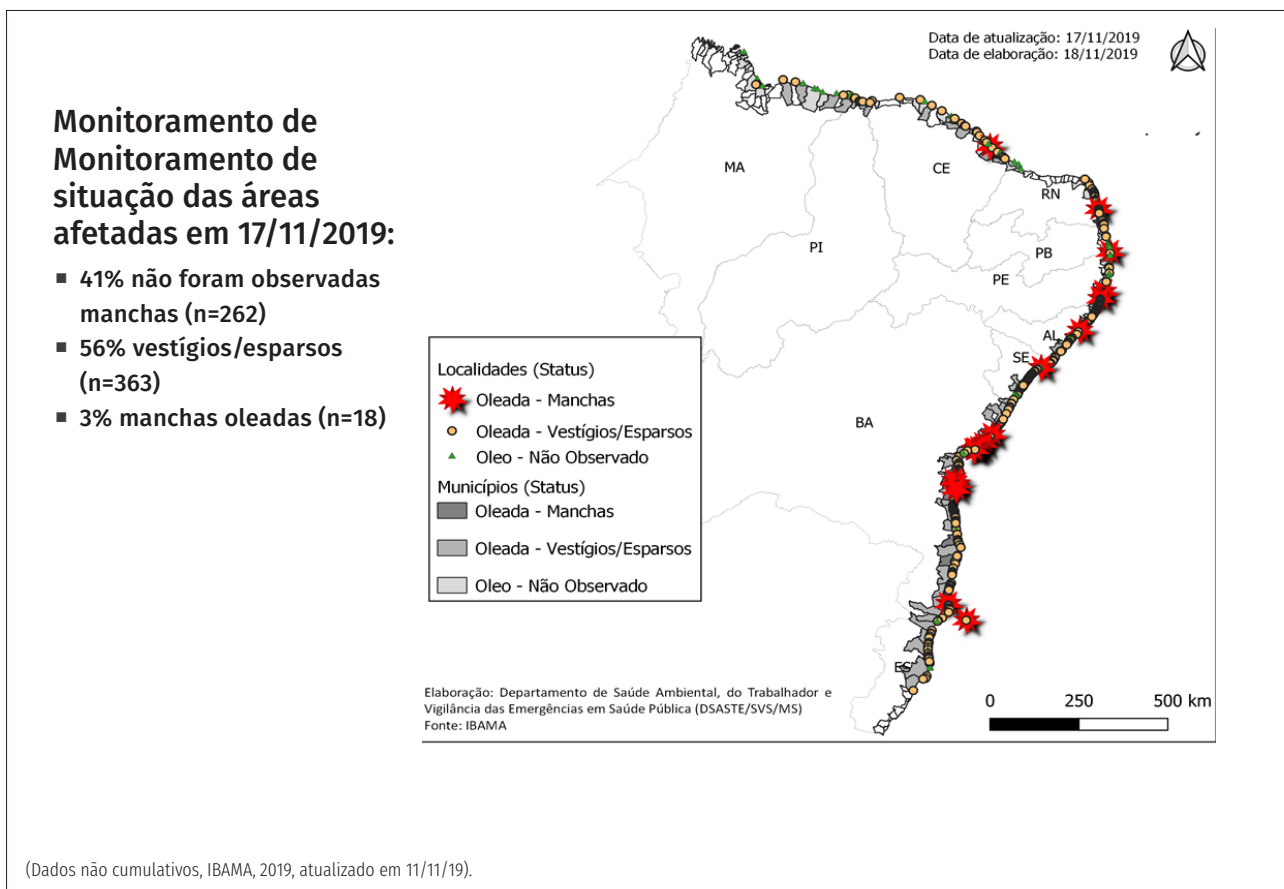 Monitoramento de
Monitoramento de
situação das áreas
afetadas em 17/11/2019:
▪ 41% não foram observadas
manchas (n=262)
▪ 56% vestígios/esparsos
(n=363)
▪ 3% manchas oleadas (n=18)
Data de atualização: 17/11/2019
Data de elaboração: 18/11/2019
MA
CE
RN
PI
PB
PE
AL
SE
BA
ES
Localidades (Status)
Oleada - Manchas
Oleada - Vestígios/Esparsos
Oleo - Não Observado
Municípios (Status)
Oleada - Manchas
Oleada - Vestígios/Esparsos
Oleo - Não Observado
Elaboração: Departamento de Saúde Ambiental, do Trabalhador e
Vigilância das Emergências em Saúde Pública (DSASTE/SVS/MS)
Fonte: IBAMA
0 250 500 km
(Dados não cumulativos, IBAMA, 2019, atualizado em 11/11/19).